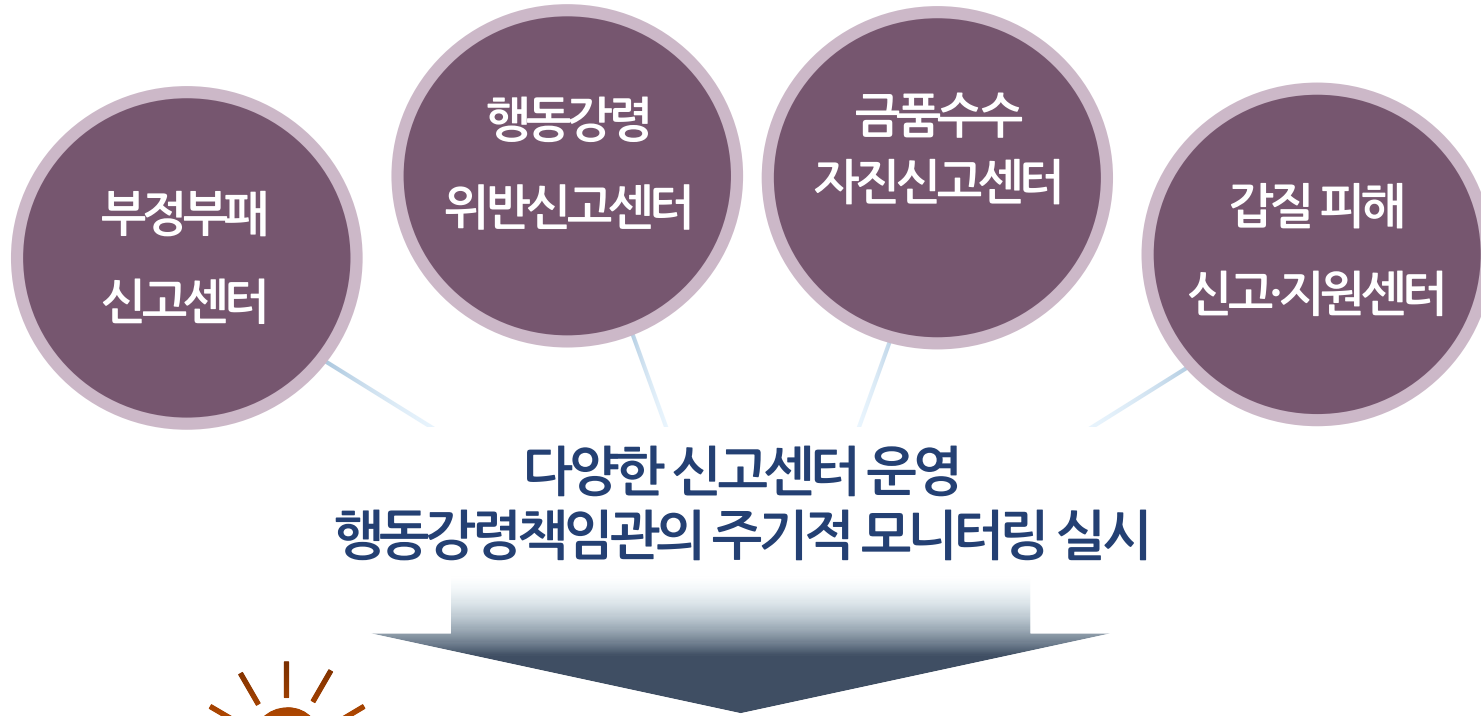 부정부패
신고센터
행동강령
위반신고센터
금품수수
자진신고센터
갑질 피해
신고·지원센터
다양한 신고센터 운영
행동강령책임관의 주기적 모니터링 실시